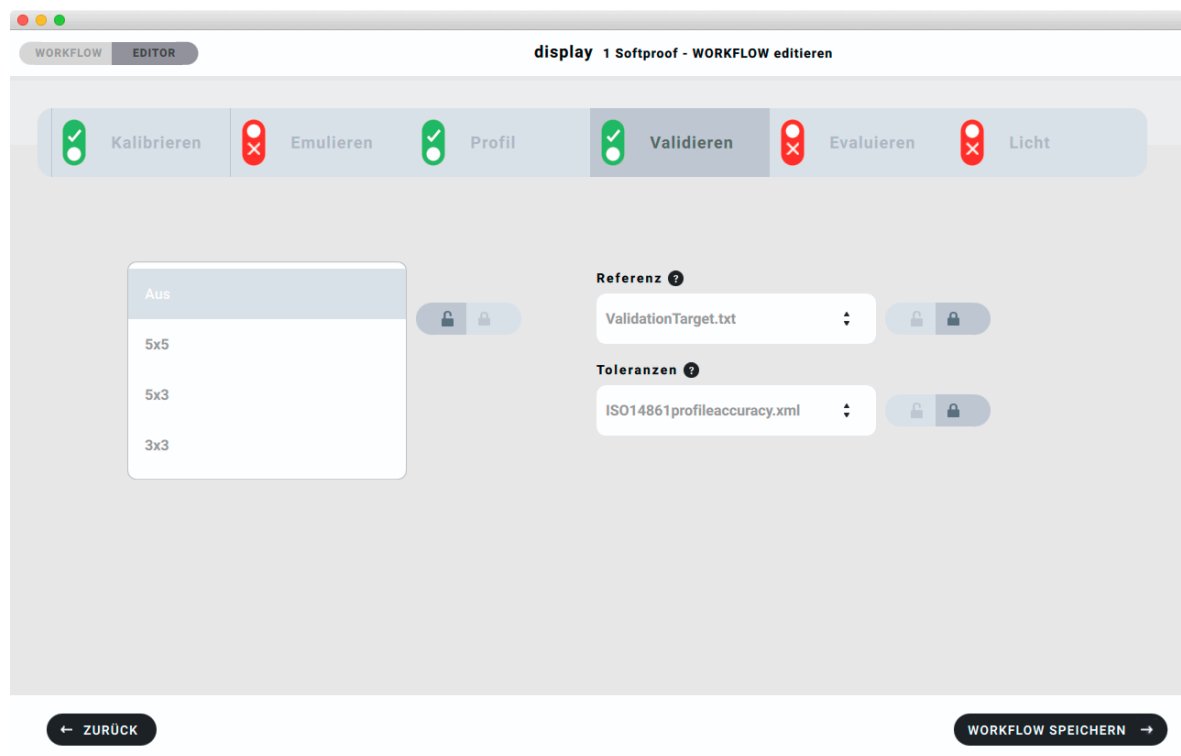 WORKFLOW EDITOR
display 1 Softproof - WORKFLOW editieren
Kalibrieren
Emulieren
Profil
Validieren
Evaluieren
Licht
Aus
5x5
5x3
3x3
Referenz ?
ValidationTarget.txt
Toleranzen ?
ISO14861profileaccuracy.xml
← ZURÜCK
WORKFLOW SPEICHERN →